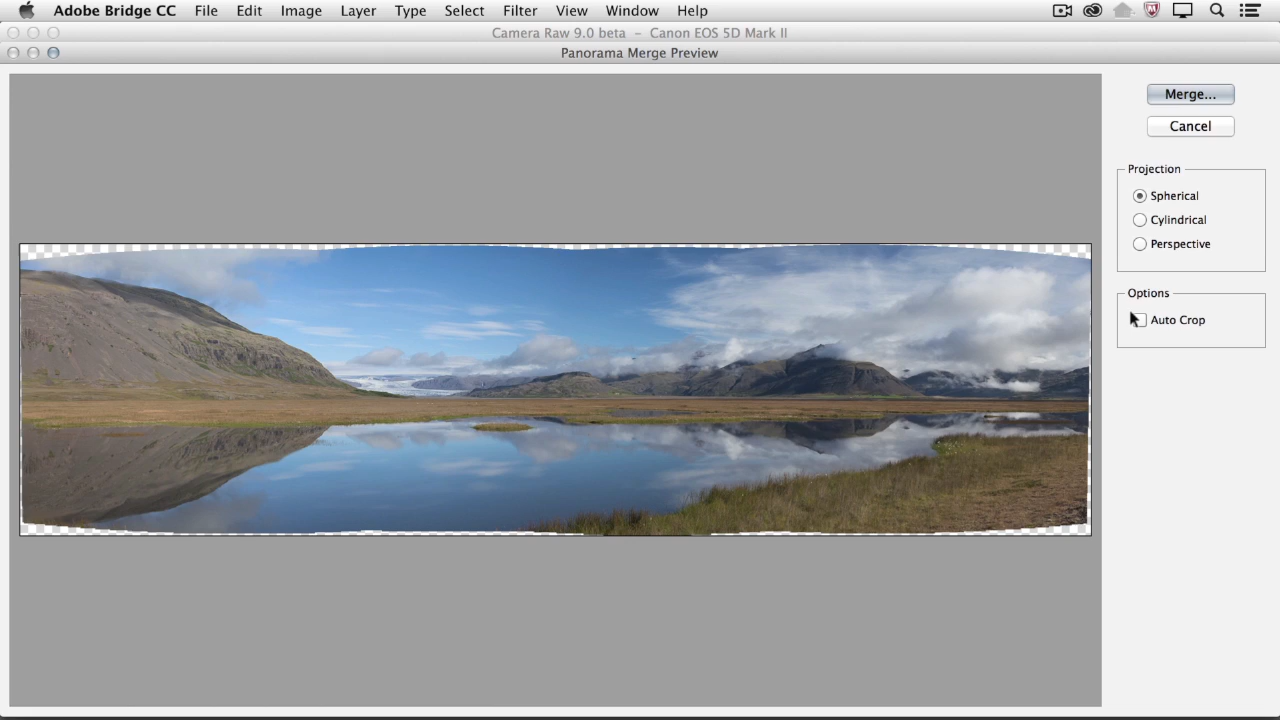 Adobe Bridge CC File Edit Image Layer Type Select Filter View Window Help
Camera Raw 9.0 beta – Canon EOS 5D Mark II
Panorama Merge Preview
Merge...
Cancel
Projection
Spherical
Cylindrical
Perspective
Options
Auto Crop